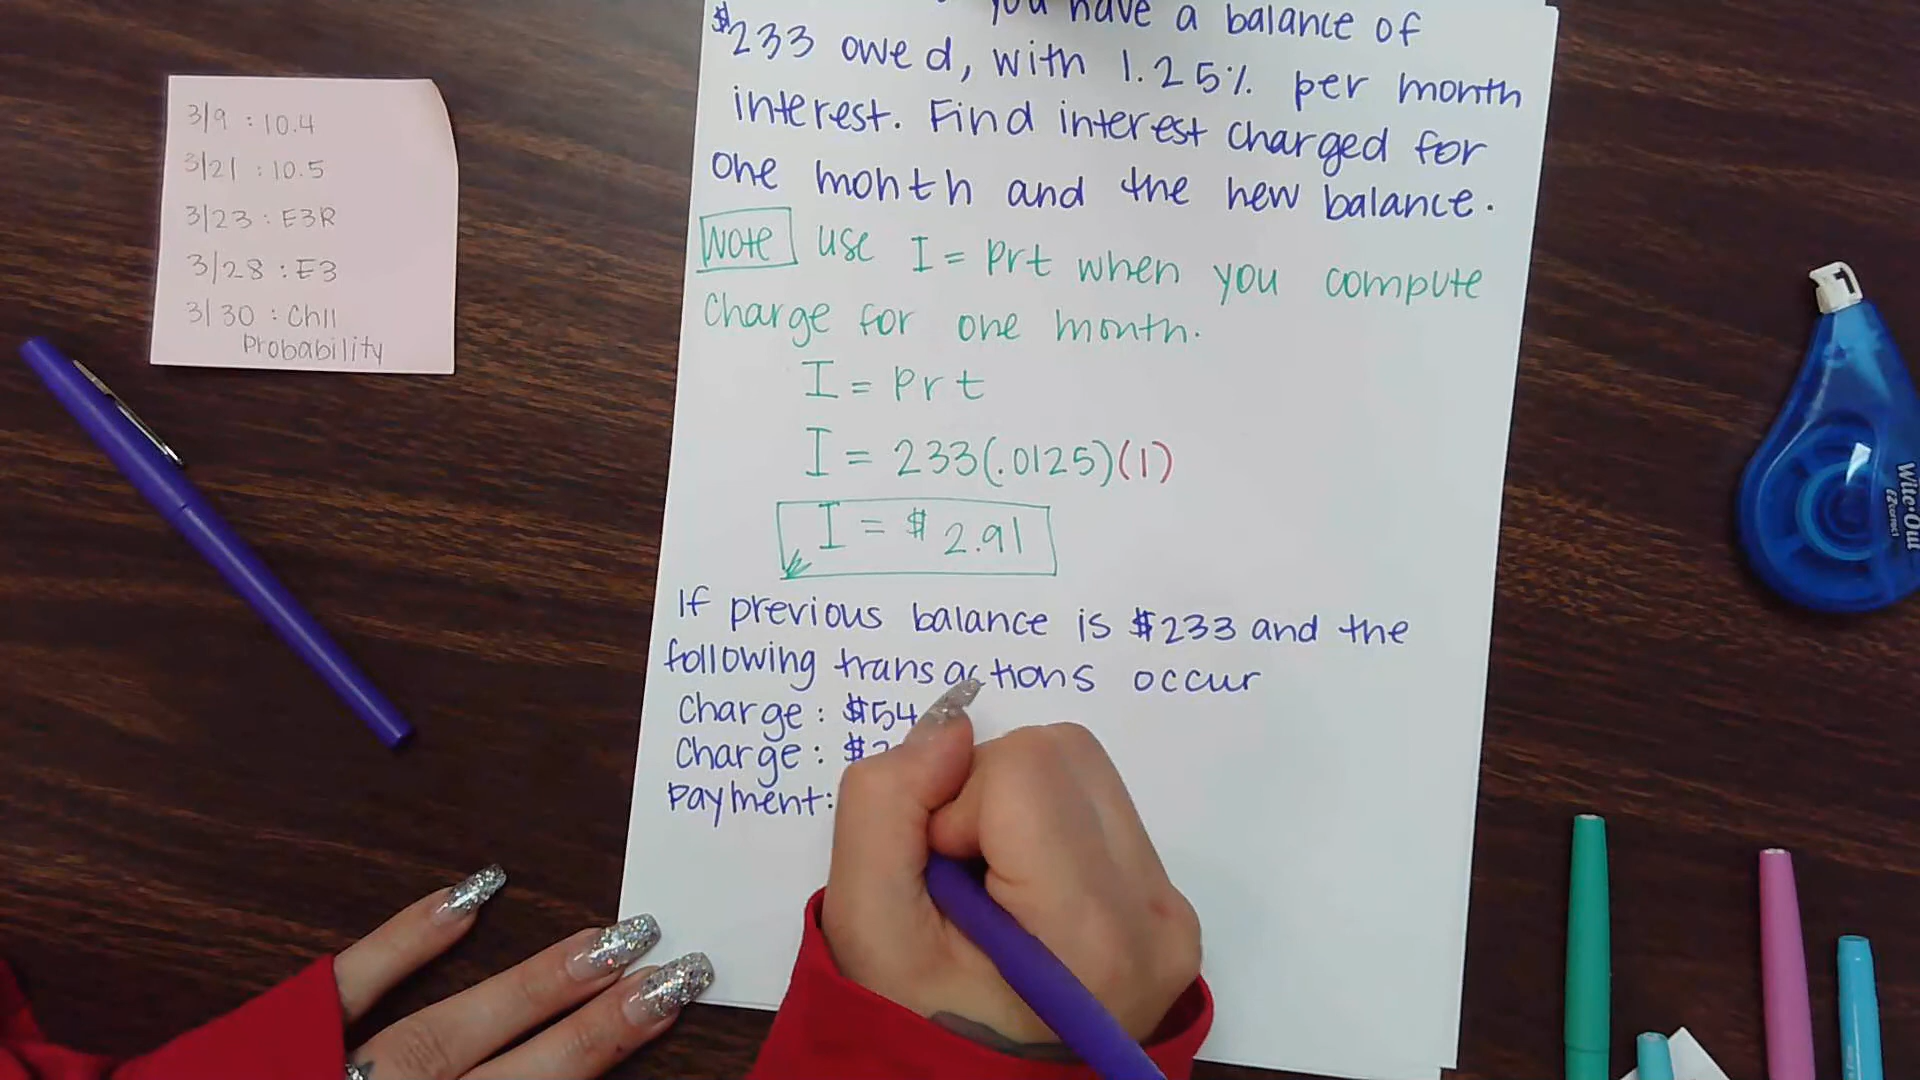 3/9 : 10.4
3/21 : 10.5
3/23 : E3R
3/28 : E3
3/30 : Ch11
Probability
you have a balance of
$233 owed, with 1.25% per month
interest. Find interest charged for
one month and the new balance.
Note use I = Prt when you compute
Charge for one month.
I = Prt
I = 233(.0125)(1)
I = $ 2.91
If previous balance is $233 and the
following transactions occur
Charge: $54
Charge: $
Payment:
Wite-Out
EZcorrect